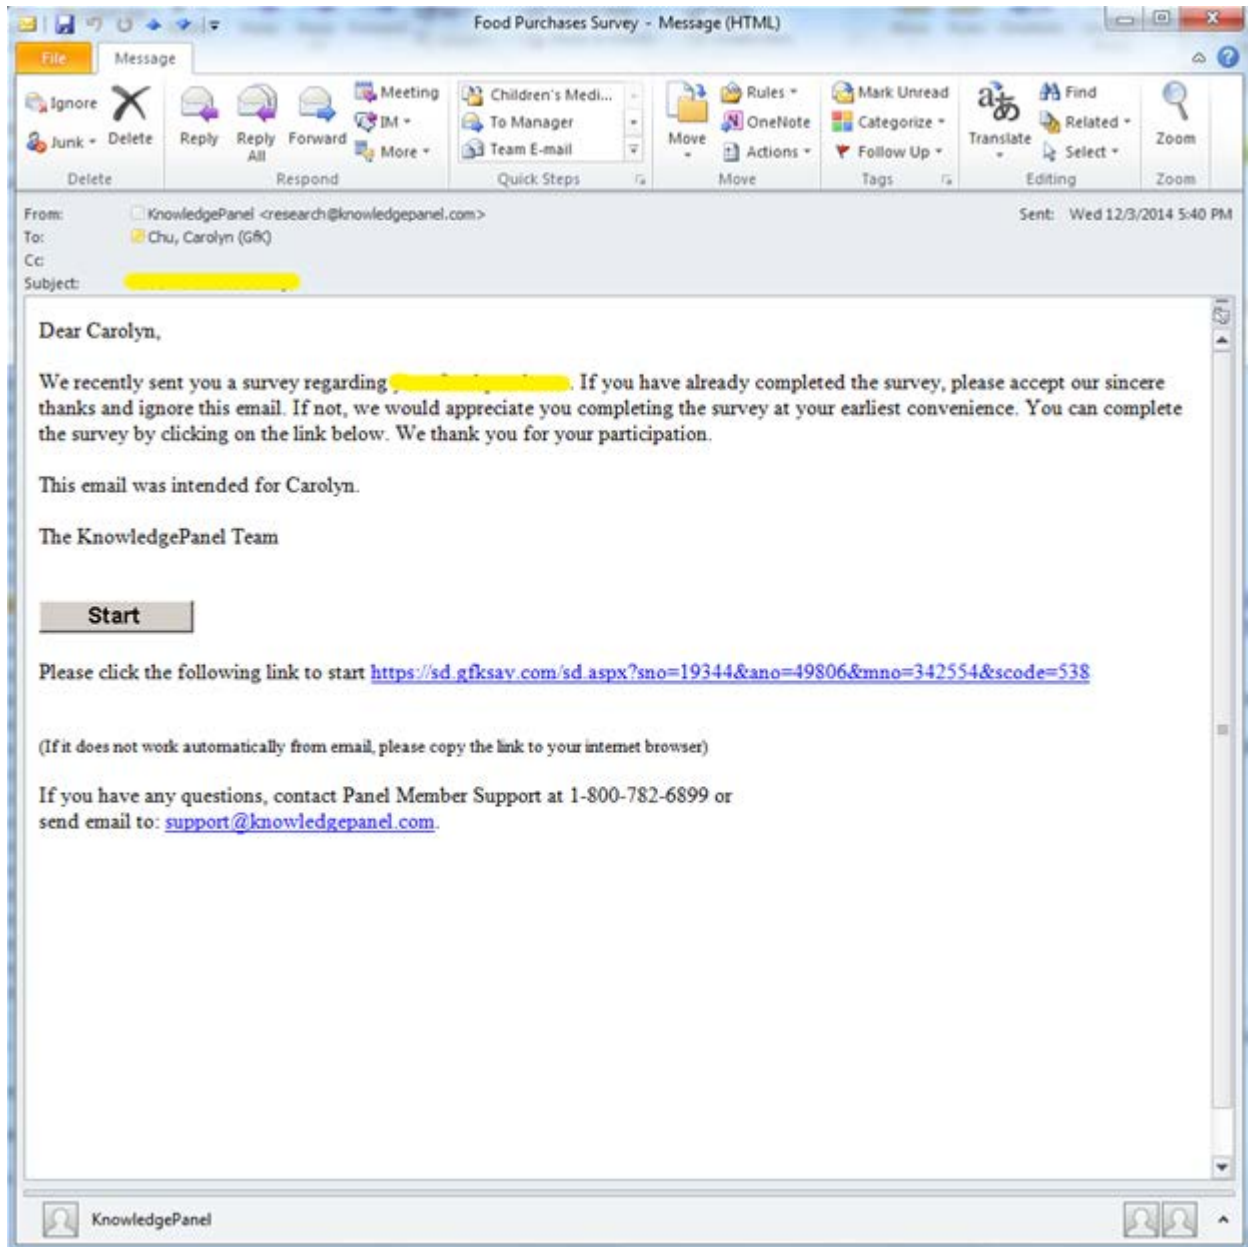 Food Purchases Survey - Message (HTML)
File Message
Ignore
Junk
Delete
Reply
Reply All
Forward
Meeting
IM
More
Children's Medi...
To Manager
Team E-mail
Move
Rules
OneNote
Actions
Mark Unread
Categorize
Follow Up
Translate
Find
Related
Select
Zoom
Delete Respond Quick Steps Move Tags Editing Zoom
From: KnowledgePanel <research@knowledgepanel.com> Sent: Wed 12/3/2014 5:40 PM
To: Chu, Carolyn (GfK)
Cc:
Subject:
Dear Carolyn,
We recently sent you a survey regarding . If you have already completed the survey, please accept our sincere
thanks and ignore this email. If not, we would appreciate you completing the survey at your earliest convenience. You can complete
the survey by clicking on the link below. We thank you for your participation.
This email was intended for Carolyn.
The KnowledgePanel Team
Start
Please click the following link to start https://sd.gfksay.com/sd.aspx?sno=19344&ano=49806&mno=342554&scode=538
(If it does not work automatically from email, please copy the link to your internet browser)
If you have any questions, contact Panel Member Support at 1-800-782-6899 or
send email to: support@knowledgepanel.com.
KnowledgePanel